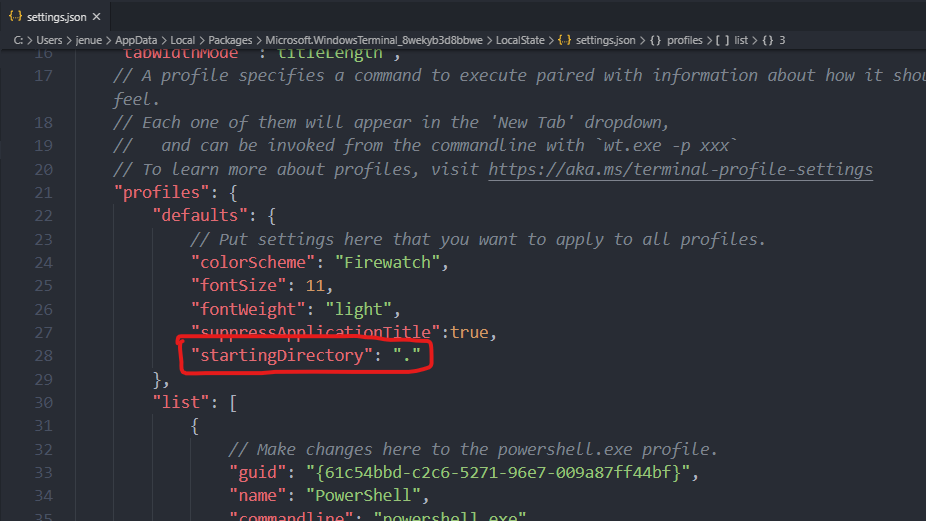 settings.json
C: > Users > jenue > AppData > Local > Packages > Microsoft.WindowsTerminal_8wekyb3d8bbwe > LocalState > {..} settings.json > {} profiles > [ ] list > {} 3
16 "tabWidthMode" : "titleLength",
17 // A profile specifies a command to execute paired with information about how it shou
feel.
18 // Each one of them will appear in the 'New Tab' dropdown,
19 //   and can be invoked from the commandline with `wt.exe -p xxx`
20 // To learn more about profiles, visit https://aka.ms/terminal-profile-settings
21 "profiles": {
22 "defaults": {
23 // Put settings here that you want to apply to all profiles.
24 "colorScheme": "Firewatch",
25 "fontSize": 11,
26 "fontWeight": "light",
27 "suppressApplicationTitle":true,
28 "startingDirectory": "."
29 },
30 "list": [
31 {
32 // Make changes here to the powershell.exe profile.
33 "guid": "{61c54bbd-c2c6-5271-96e7-009a87ff44bf}",
34 "name": "PowerShell",
35 "commandline": "powershell.exe"